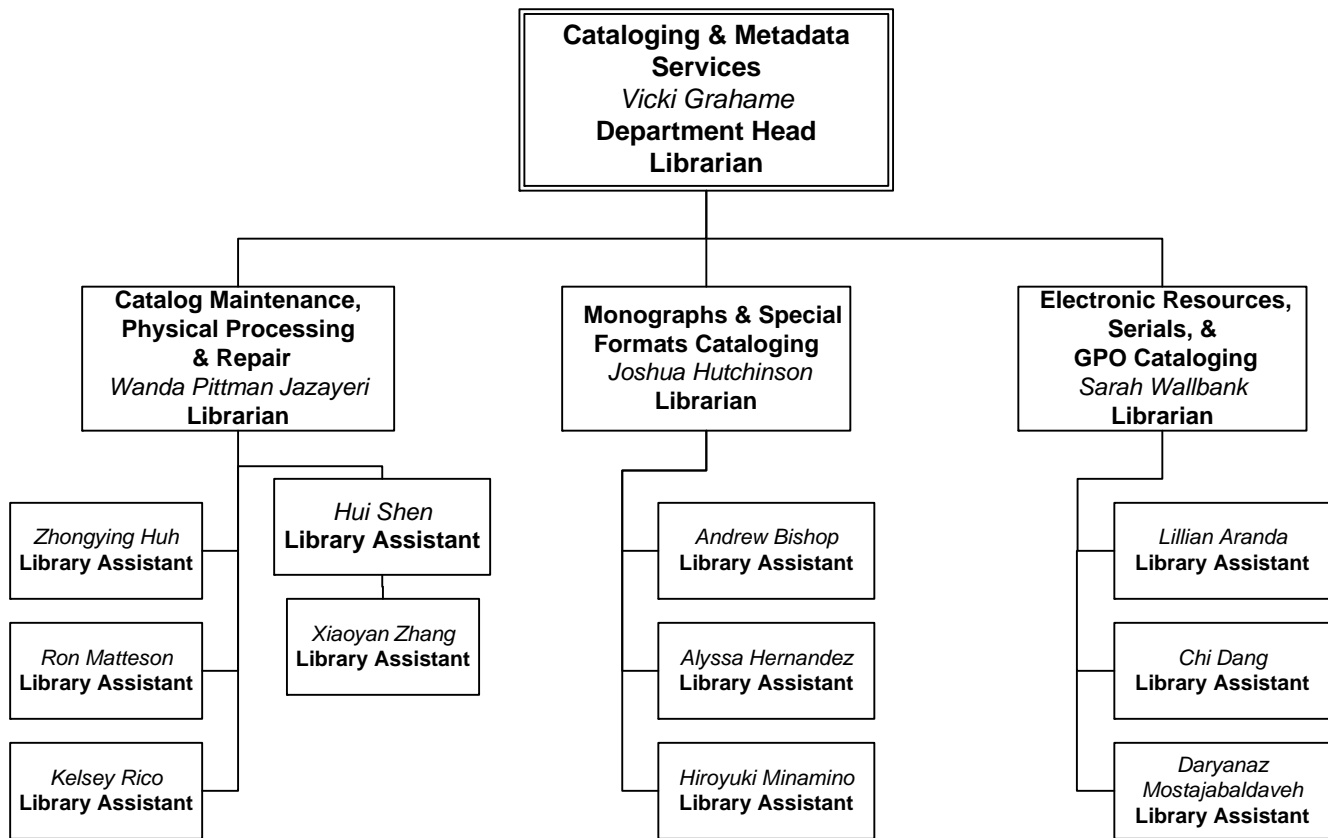 Cataloging & Metadata
Services
Vicki Grahame
Department Head
Librarian
Catalog Maintenance,
Physical Processing
& Repair
Wanda Pittman Jazayeri
Librarian
Zhongying Huh
Library Assistant
Ron Matteson
Library Assistant
Kelsey Rico
Library Assistant
Hui Shen
Library Assistant
Xiaoyan Zhang
Library Assistant
Monographs & Special
Formats Cataloging
Joshua Hutchinson
Librarian
Andrew Bishop
Library Assistant
Alyssa Hernandez
Library Assistant
Hiroyuki Minamino
Library Assistant
Electronic Resources,
Serials, &
GPO Cataloging
Sarah Wallbank
Librarian
Lillian Aranda
Library Assistant
Chi Dang
Library Assistant
Daryanaz
Mostajabaldaveh
Library Assistant